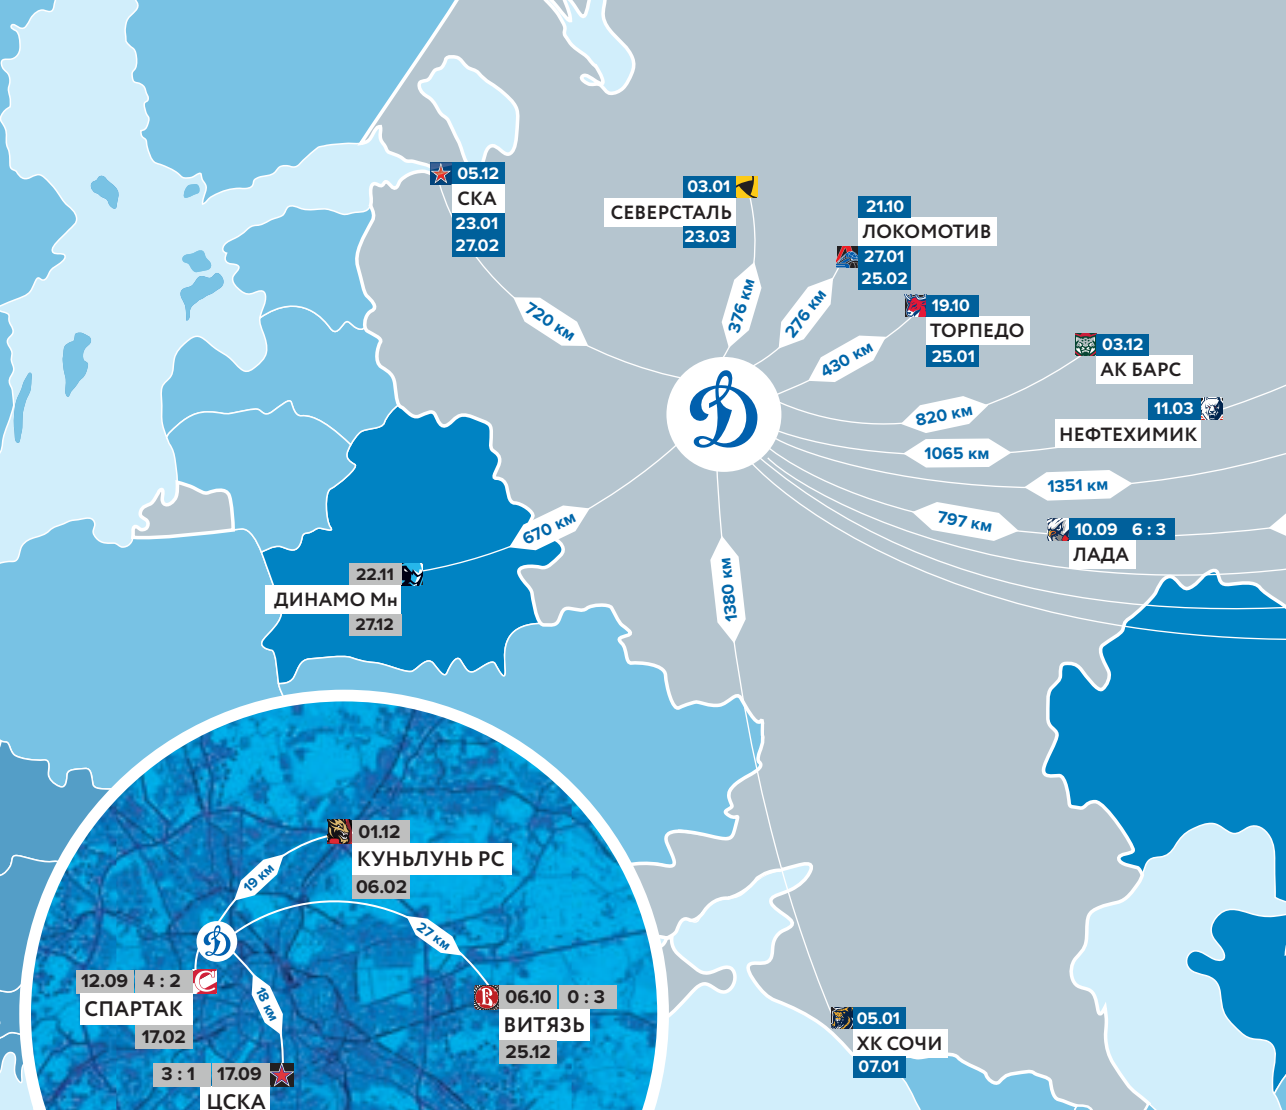 05.12
СКА
23.01
27.02
03.01
СЕВЕРСТАЛЬ
23.03
21.10
ЛОКОМОТИВ
27.01
25.02
19.10
ТОРПЕДО
25.01
03.12
АК БАРС
11.03
НЕФТЕХИМИК
720 км
376 км
276 км
430 км
820 км
1065 км
1351 км
797 км
10.09 6 : 3
ЛАДА
670 км
22.11
ДИНАМО Мн
27.12
1380 км
Д
01.12
КУНЬЛУНЬ РС
06.02
19 км
27 км
Д
12.09 4 : 2
СПАРТАК
17.02
18 км
06.10 0 : 3
ВИТЯЗЬ
25.12
3 : 1 17.09
ЦСКА
05.01
ХК СОЧИ
07.01